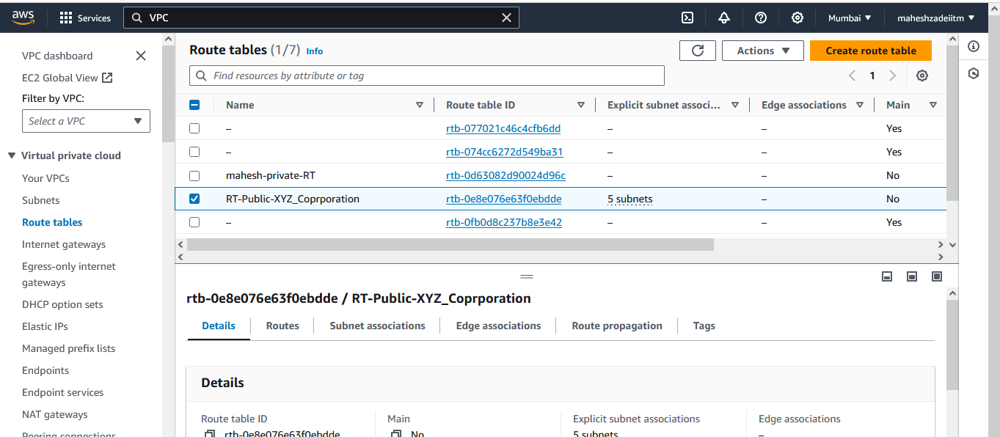 aws Services VPC Mumbai ▼ maheshzadeiitm ▼
VPC dashboard
EC2 Global View
Filter by VPC:
Select a VPC
Virtual private cloud
Your VPCs
Subnets
Route tables
Internet gateways
Egress-only internet
gateways
DHCP option sets
Elastic IPs
Managed prefix lists
Endpoints
Endpoint services
NAT gateways
Peering connections
Route tables (1/7) Info
Actions ▼ Create route table
Find resources by attribute or tag
1
Name Route table ID Explicit subnet associ... Edge associations Main
– rtb-077021c46c4cfb6dd – – Yes
– rtb-074cc6272d549ba31 – – Yes
mahesh-private-RT rtb-0d63082d90024d96c – – No
RT-Public-XYZ_Coprporation rtb-0e8e076e63f0ebdde 5 subnets – No
– rtb-0fb0d8c237b8e3e42 – – Yes
rtb-0e8e076e63f0ebdde / RT-Public-XYZ_Coprporation
Details Routes Subnet associations Edge associations Route propagation Tags
Details
Route table ID Main Explicit subnet associations Edge associations
rtb-0e8e076e63f0ebdde No 5 subnets –